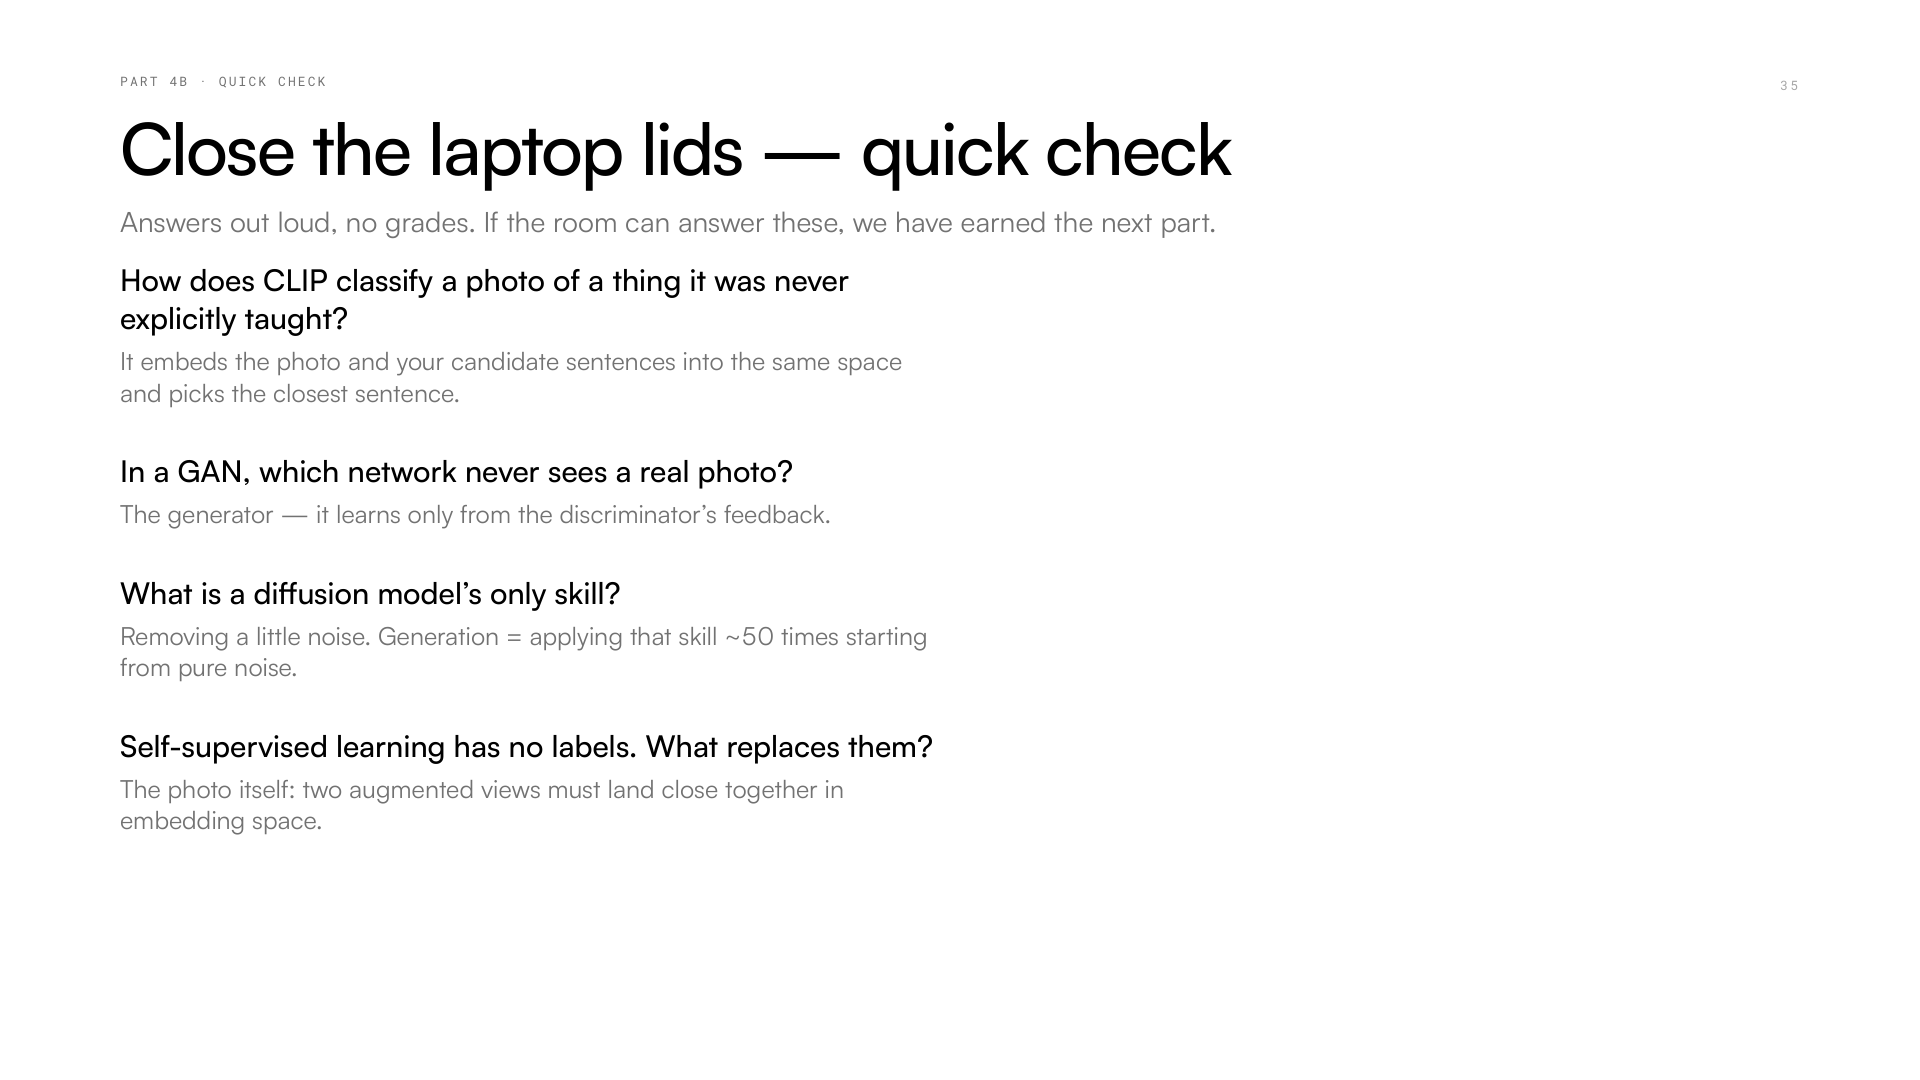 PART 4B · QUICK CHECK
35
Close the laptop lids — quick check
Answers out loud, no grades. If the room can answer these, we have earned the next part.
How does CLIP classify a photo of a thing it was never
explicitly taught?
It embeds the photo and your candidate sentences into the same space
and picks the closest sentence.
In a GAN, which network never sees a real photo?
The generator — it learns only from the discriminator’s feedback.
What is a diffusion model’s only skill?
Removing a little noise. Generation = applying that skill ~50 times starting
from pure noise.
Self-supervised learning has no labels. What replaces them?
The photo itself: two augmented views must land close together in
embedding space.